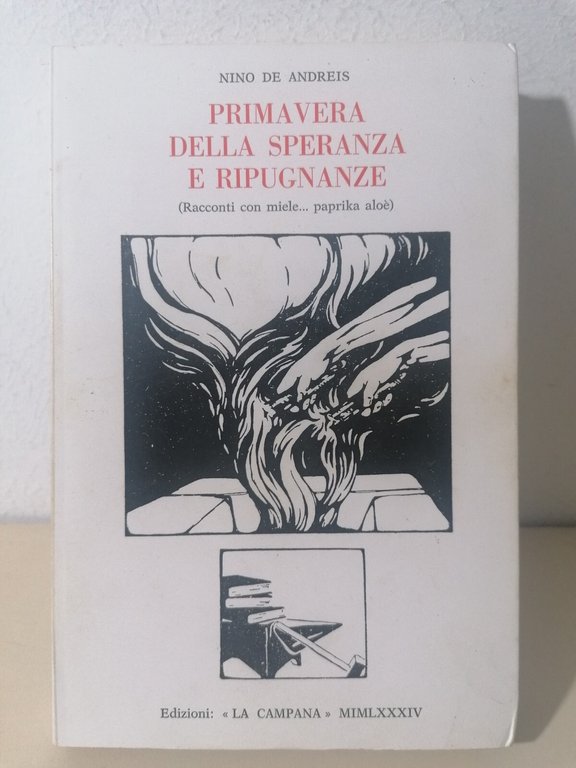 NINO DE ANDREIS
PRIMAVERA
DELLA SPERANZA
E RIPUGNANZE
(Racconti con miele... paprika aloè)
Edizioni: « LA CAMPANA » MIMLXXXIV